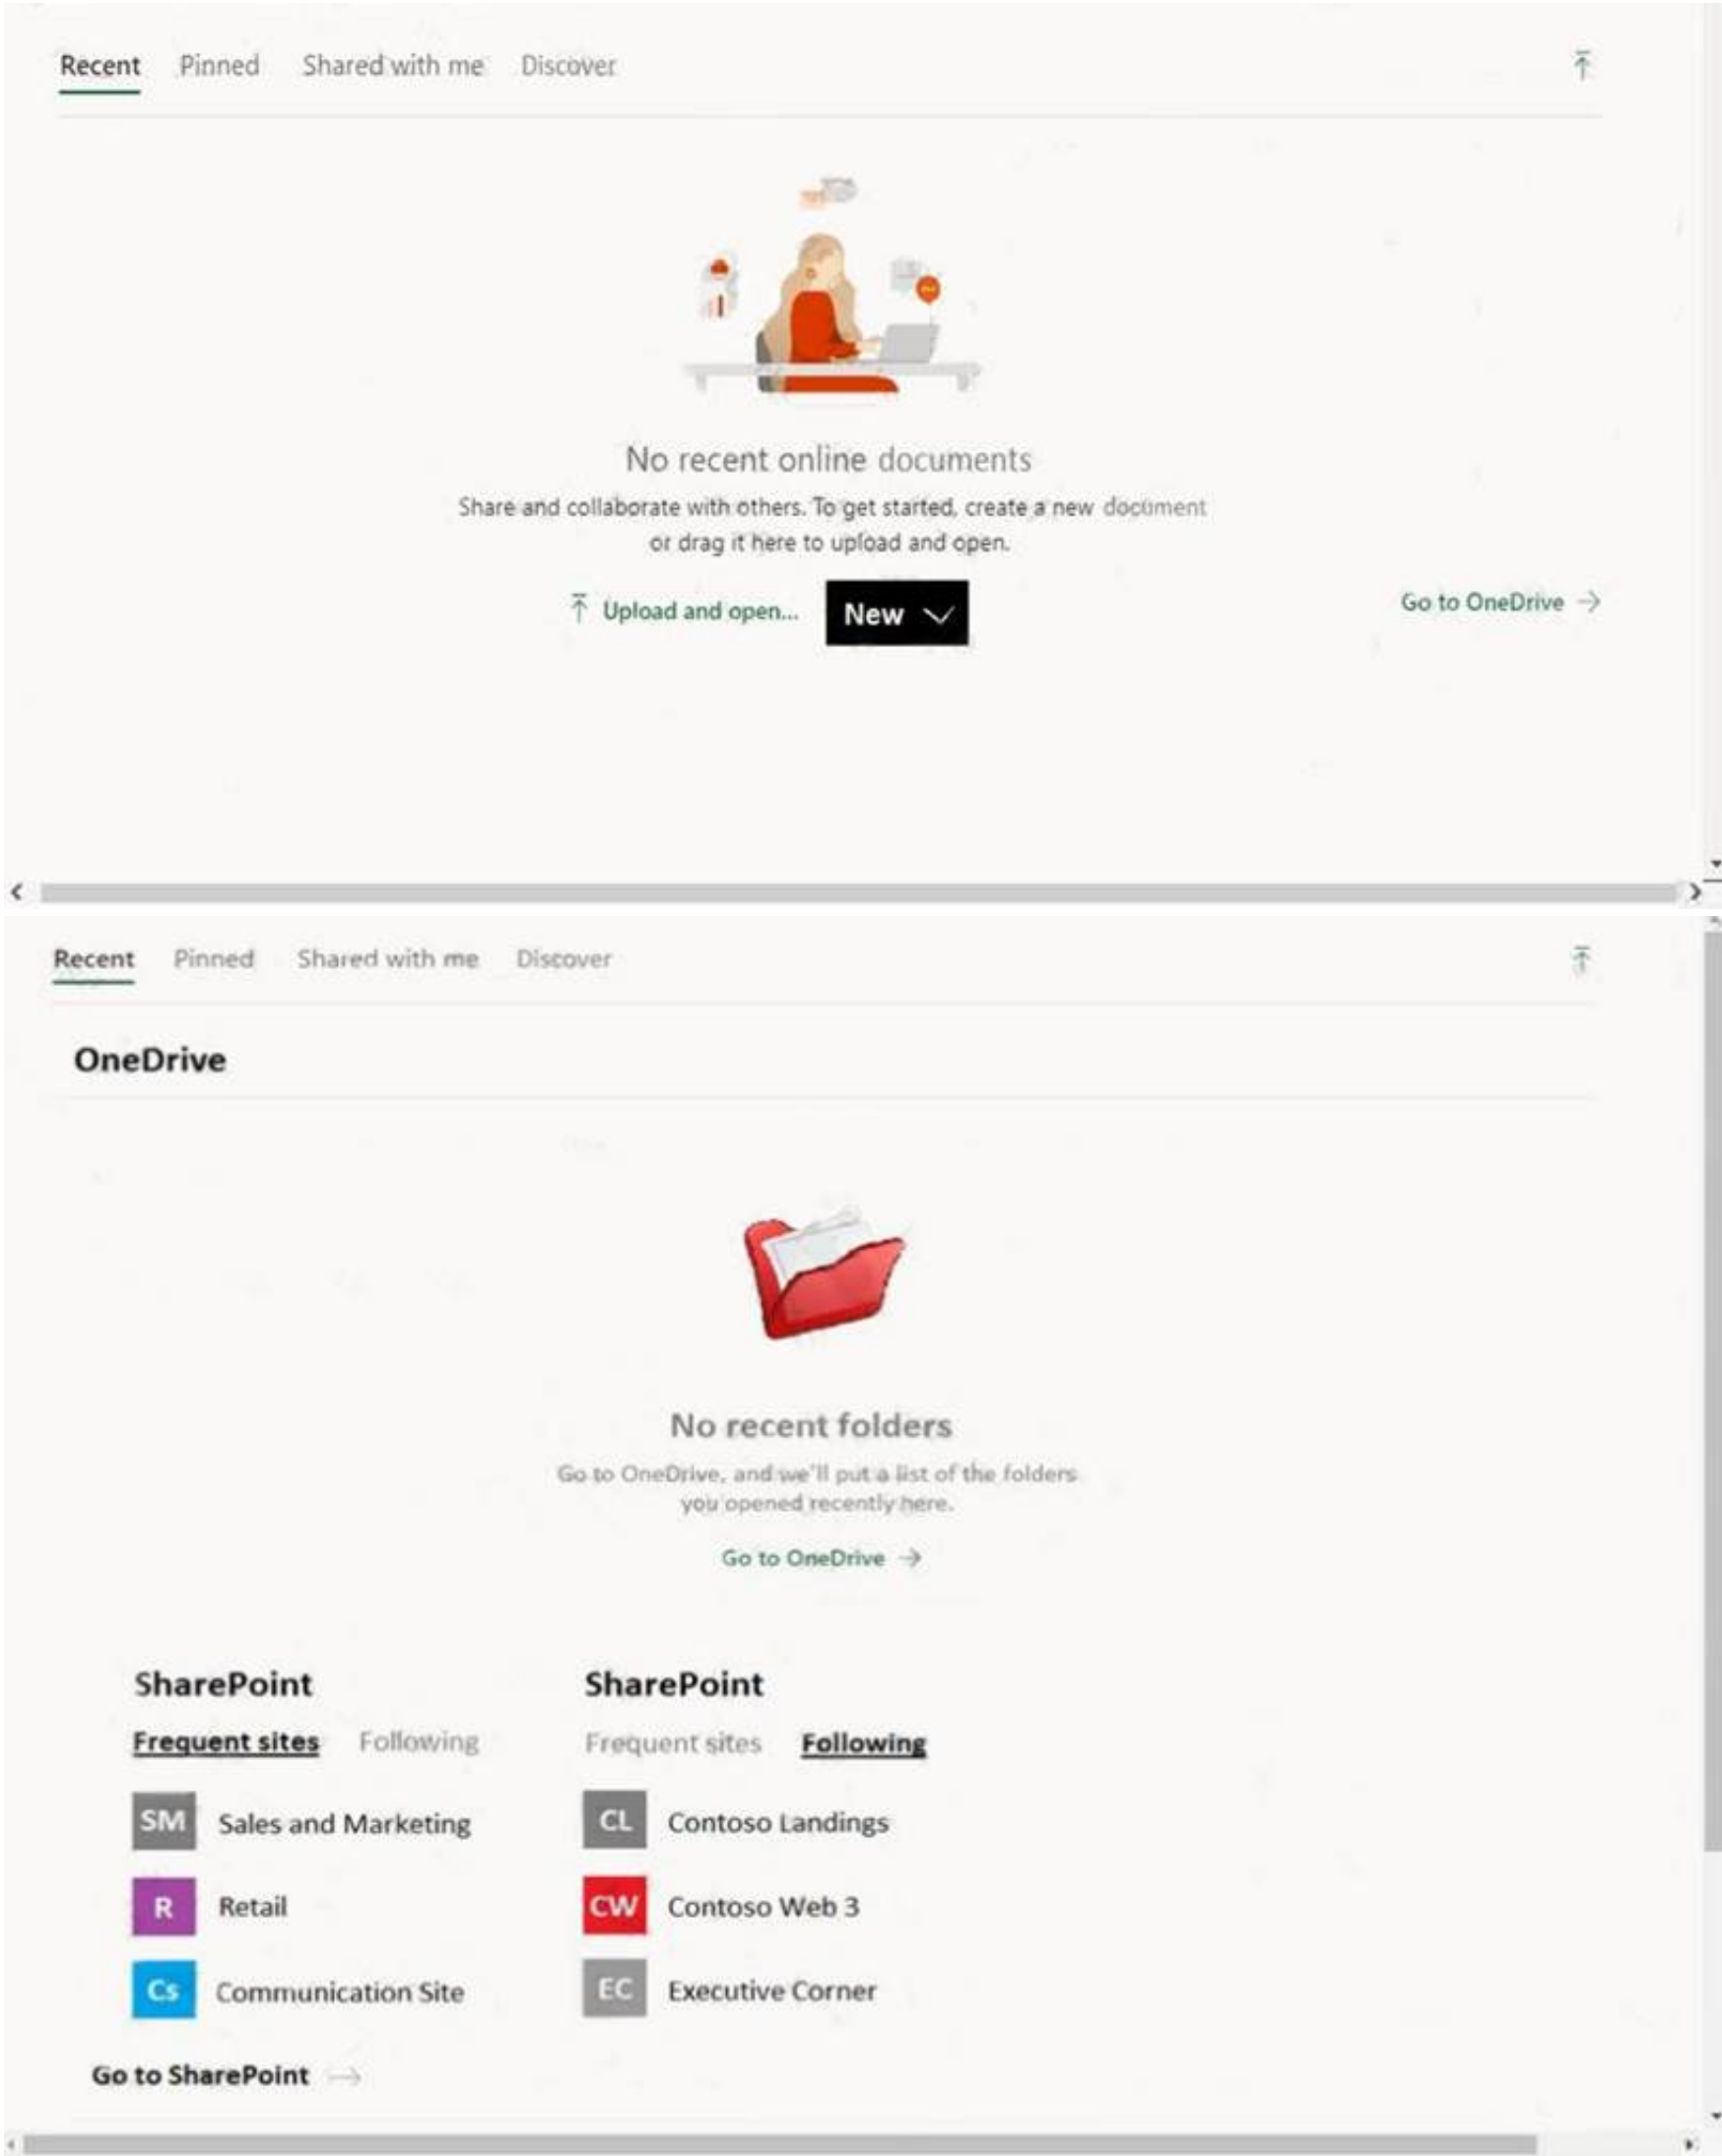 Recent Pinned Shared with me Discover
No recent online documents
Share and collaborate with others. To get started, create a new document
or drag it here to upload and open.
Upload and open... New
Go to OneDrive →
Recent Pinned Shared with me Discover
OneDrive
No recent folders
Go to OneDrive, and we'll put a list of the folders
you opened recently here.
Go to OneDrive →
SharePoint
Frequent sites Following
SM Sales and Marketing
R Retail
Cs Communication Site
SharePoint
Frequent sites Following
CL Contoso Landings
CW Contoso Web 3
EC Executive Corner
Go to SharePoint →